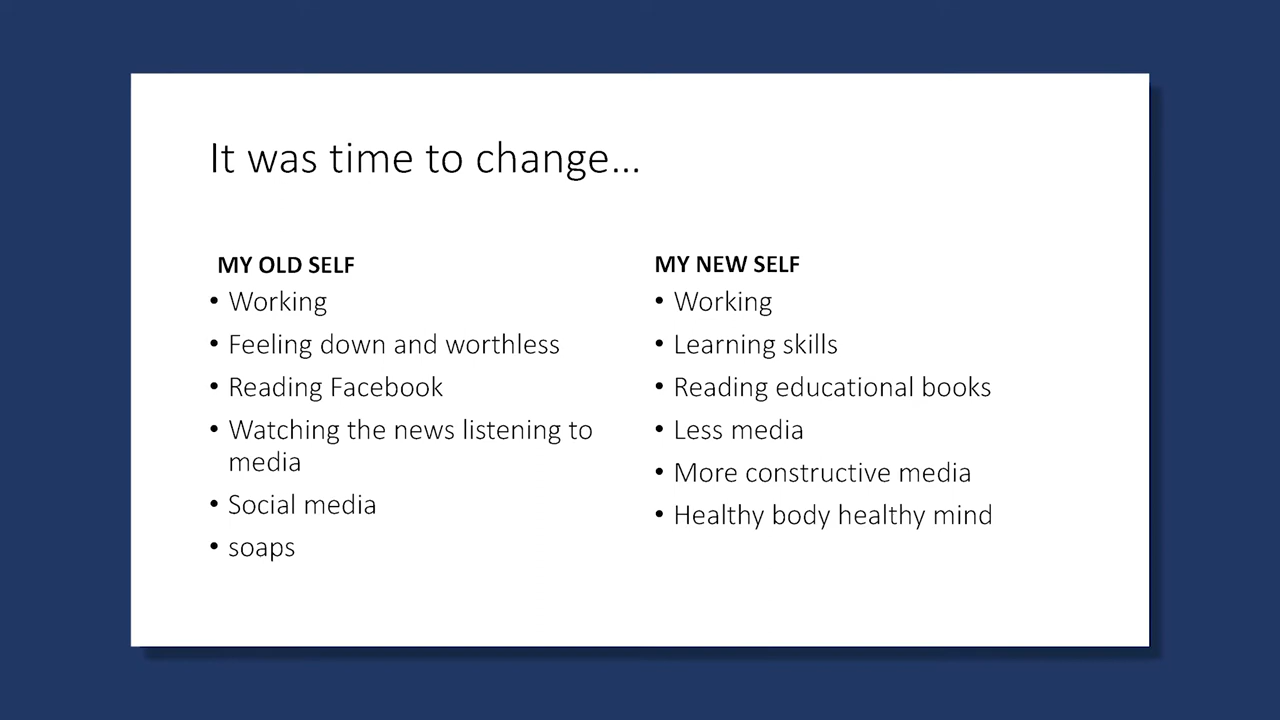 It was time to change...
MY OLD SELF
• Working
• Feeling down and worthless
• Reading Facebook
• Watching the news listening to
media
• Social media
• soaps
MY NEW SELF
• Working
• Learning skills
• Reading educational books
• Less media
• More constructive media
• Healthy body healthy mind